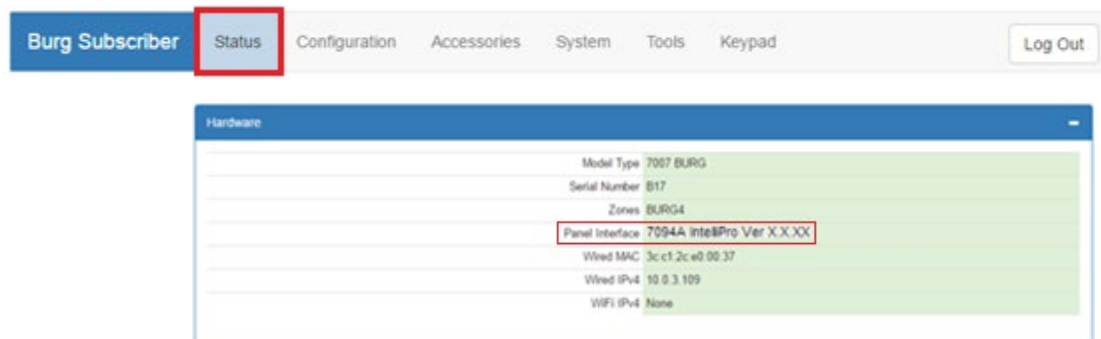 Burg Subscriber Status Configuration Accessories System Tools Keypad Log Out
Hardware
Model Type 7007 BURG
Serial Number B17
Zones BURG4
Panel Interface 7094A IntelliPro Ver X.X.XX
Wired MAC 3c:c1:2c:e0:00:37
Wired IPv4 10.0.3.109
WiFi IPv4 None